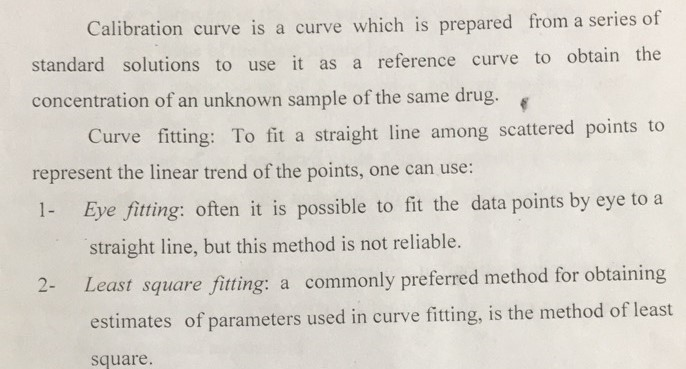 Calibration curve is a curve which is prepared from a series of
standard solutions to use it as a reference curve to obtain the
concentration of an unknown sample of the same drug.
Curve fitting: To fit a straight line among scattered points to
represent the linear trend of the points, one can use:
1- Eye fitting: often it is possible to fit the data points by eye to a
straight line, but this method is not reliable.
2- Least square fitting: a commonly preferred method for obtaining
estimates of parameters used in curve fitting, is the method of least
square.